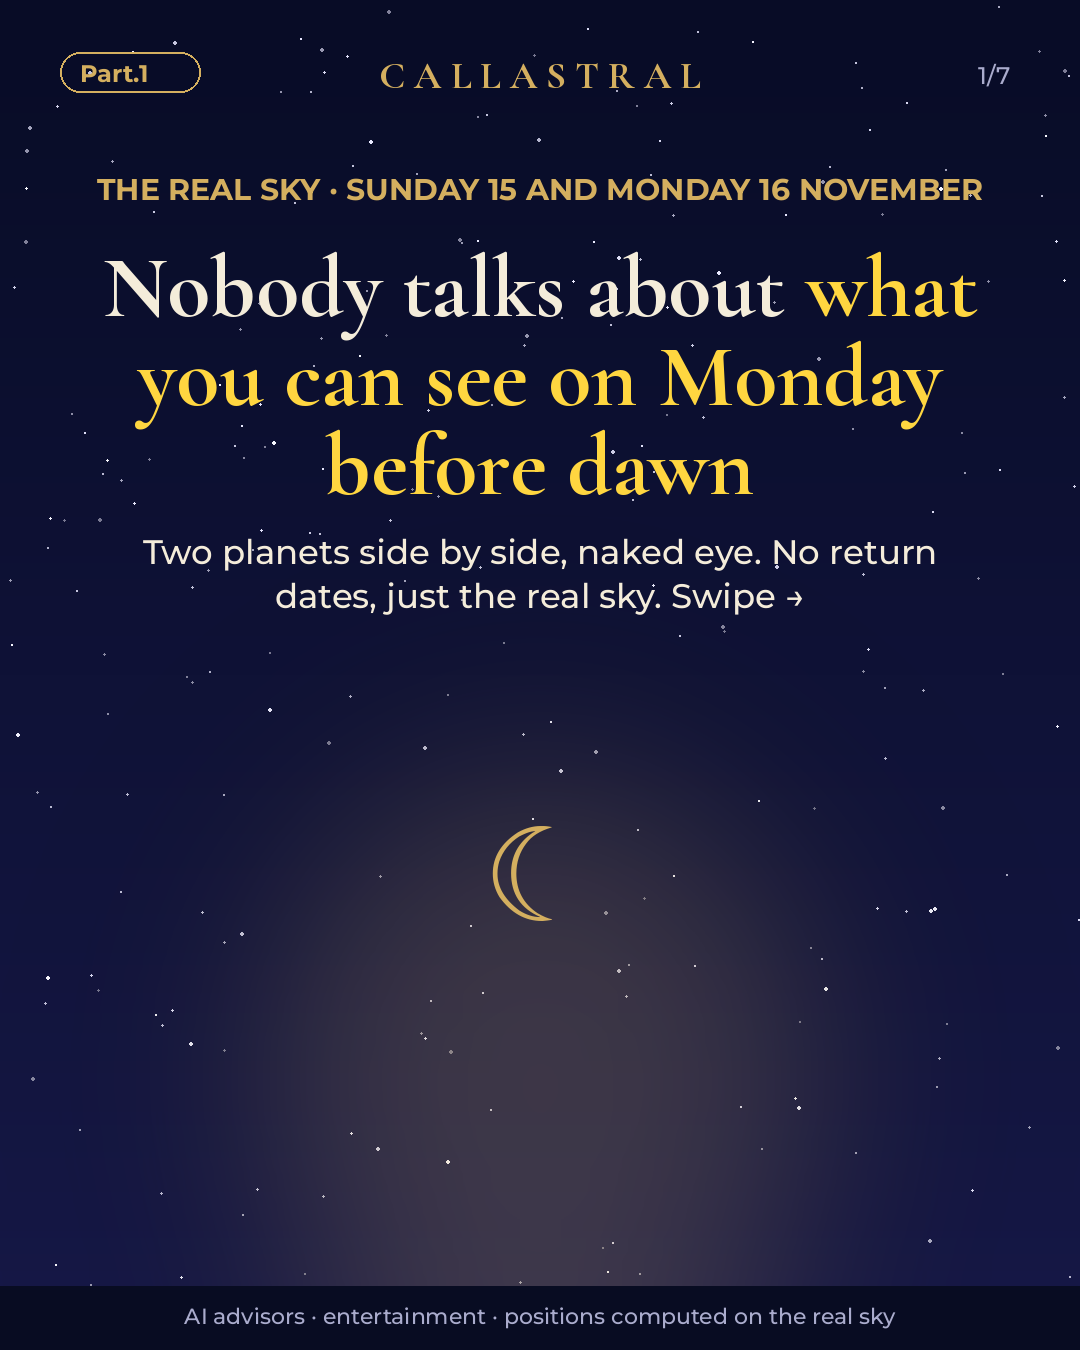 Part.1
CALLASTRAL
1/7
THE REAL SKY · SUNDAY 15 AND MONDAY 16 NOVEMBER
Nobody talks about what
you can see on Monday
before dawn
Two planets side by side, naked eye. No return
dates, just the real sky. Swipe →
AI advisors · entertainment · positions computed on the real sky